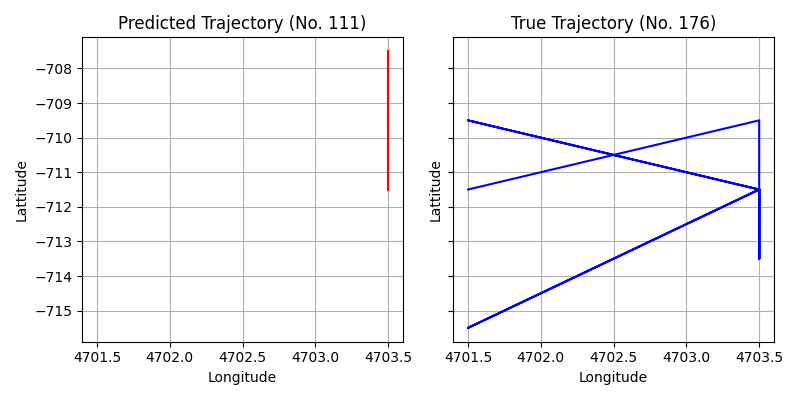 Predicted Trajectory (No. 111)
−708
−709
−710
−711
−712
−713
−714
−715
Lattitude
4701.5 4702.0 4702.5 4703.0 4703.5
Longitude
True Trajectory (No. 176)
Lattitude
4701.5 4702.0 4702.5 4703.0 4703.5
Longitude